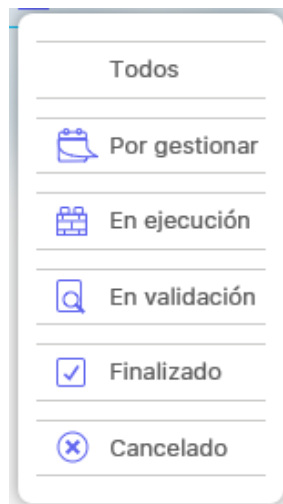 Todos
Por gestionar
En ejecución
En validación
Finalizado
Cancelado